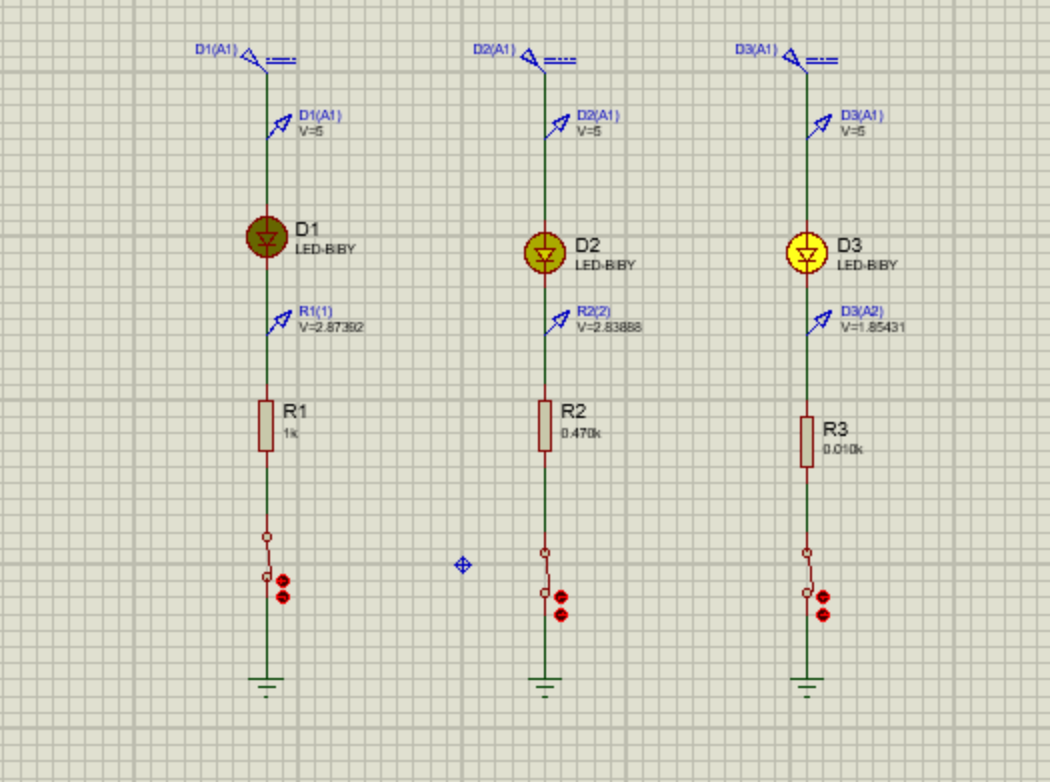 D1(A1)
D2(A1)
D3(A1)
D1(A1)
V=5
D2(A1)
V=5
D3(A1)
V=5
D1
LED-BIBY
D2
LED-BIBY
D3
LED-BIBY
R1(1)
V=2.87392
R2(2)
V=2.83888
D3(A2)
V=1.85431
R1
1k
R2
0.470k
R3
0.010k